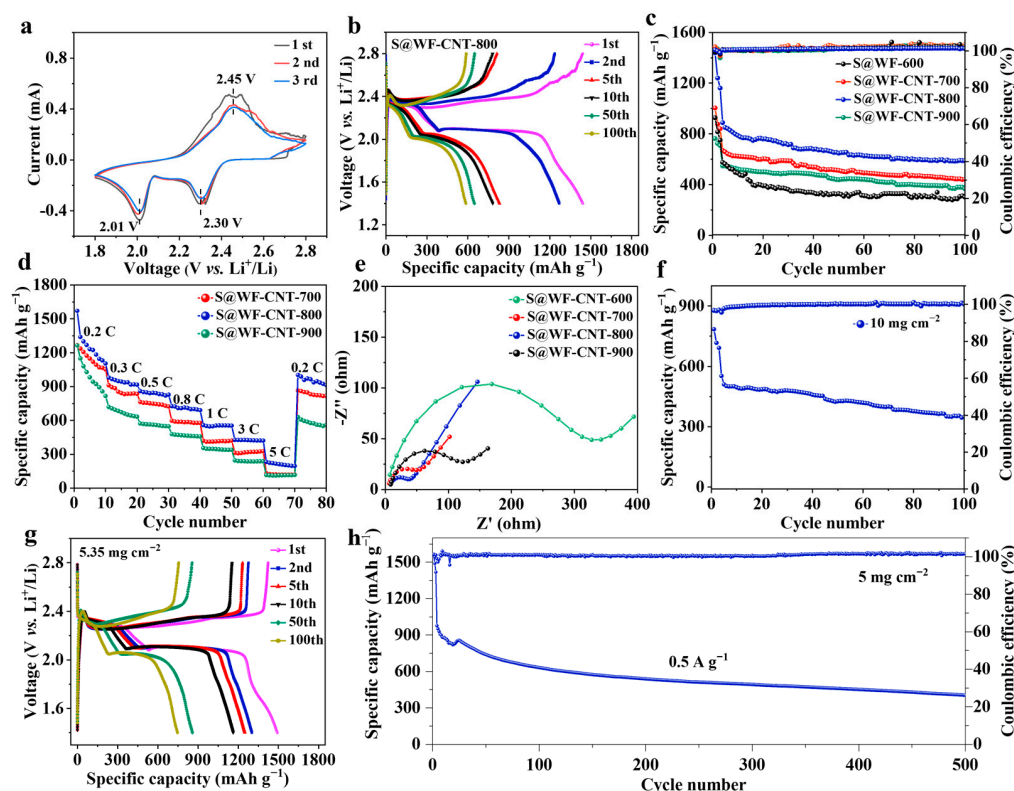 a
1 st
2 nd
3 rd
2.45 V
2.01 V
2.30 V
0.8
0.4
0.0
-0.4
1.8 2.0 2.2 2.4 2.6 2.8
Current (mA)
Voltage (V vs. Li⁺/Li)
b
S@WF-CNT-800
1st
2nd
5th
10th
50th
100th
2.8
2.4
2.0
1.6
0 300 600 900 1200 1500
Voltage (V vs. Li⁺/Li)
Specific capacity (mAh g⁻¹)
c
S@WF-600
S@WF-CNT-700
S@WF-CNT-800
S@WF-CNT-900
1600
1200
800
400
0
100
80
60
40
20
0
0 20 40 60 80 100
Specific capacity (mAh g⁻¹)
Coulombic efficiency (%)
Cycle number
d
S@WF-CNT-700
S@WF-CNT-800
S@WF-CNT-900
0.2 C
0.3 C
0.5 C
0.8 C
1 C
3 C
5 C
0.2 C
1800
1500
1200
900
600
300
0
0 10 20 30 40 50 60 70 80
Specific capacity (mAh g⁻¹)
Cycle number
e
S@WF-CNT-600
S@WF-CNT-700
S@WF-CNT-800
S@WF-CNT-900
200
150
100
50
0
0 100 200 300 400
-Z'' (ohm)
Z' (ohm)
f
10 mg cm⁻²
900
600
300
0
100
80
60
40
20
0
0 20 40 60 80 100
Specific capacity (mAh g⁻¹)
Coulombic efficiency (%)
Cycle number
g
5.35 mg cm⁻²
1st
2nd
5th
10th
50th
100th
2.8
2.4
2.0
1.6
0 300 600 900 1200 1500
Voltage (V vs. Li⁺/Li)
Specific capacity (mAh g⁻¹)
h
5 mg cm⁻²
0.5 A g⁻¹
1500
1200
900
600
300
0
100
80
60
40
20
0
0 100 200 300 400 500
Specific capacity (mAh g⁻¹)
Coulombic efficiency (%)
Cycle number